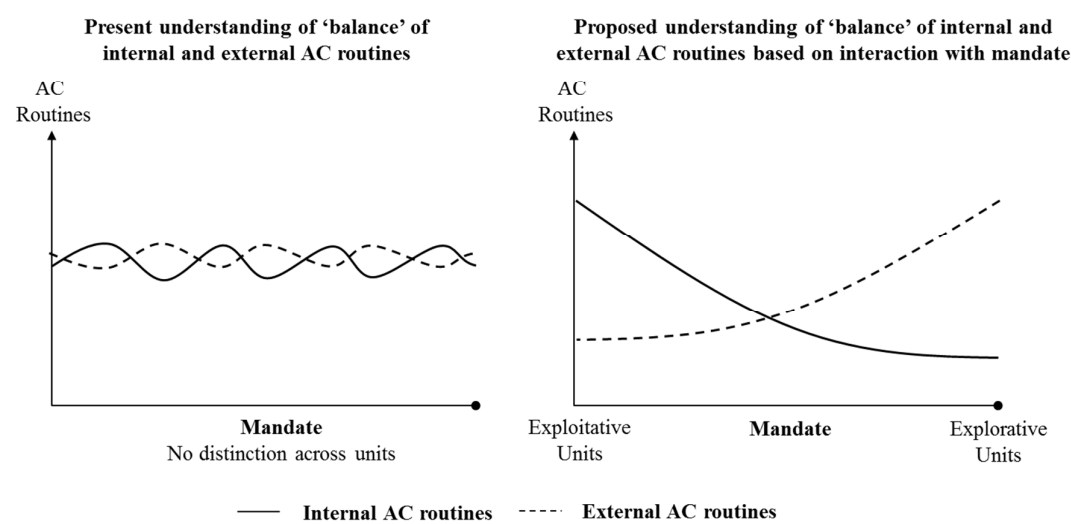 Present understanding of ‘balance’ of
internal and external AC routines
AC
Routines
Mandate
No distinction across units
Proposed understanding of ‘balance’ of internal and
external AC routines based on interaction with mandate
AC
Routines
Exploitative
Units
Mandate
Explorative
Units
Internal AC routines
External AC routines